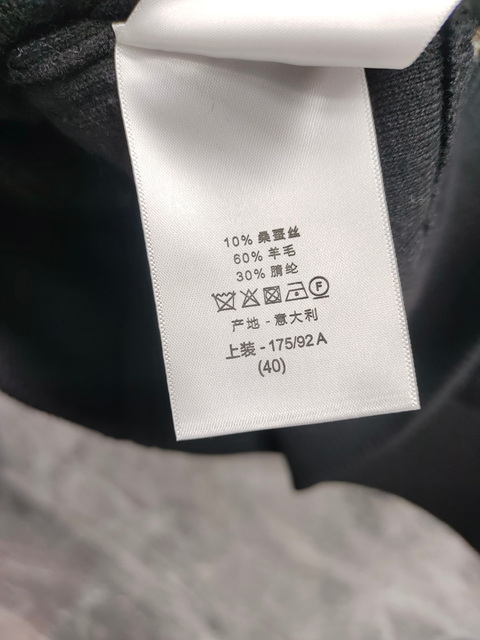 10% 桑蚕丝
60% 羊毛
30% 腈纶
F
产地 - 意大利
上装 - 175/92 A
(40)